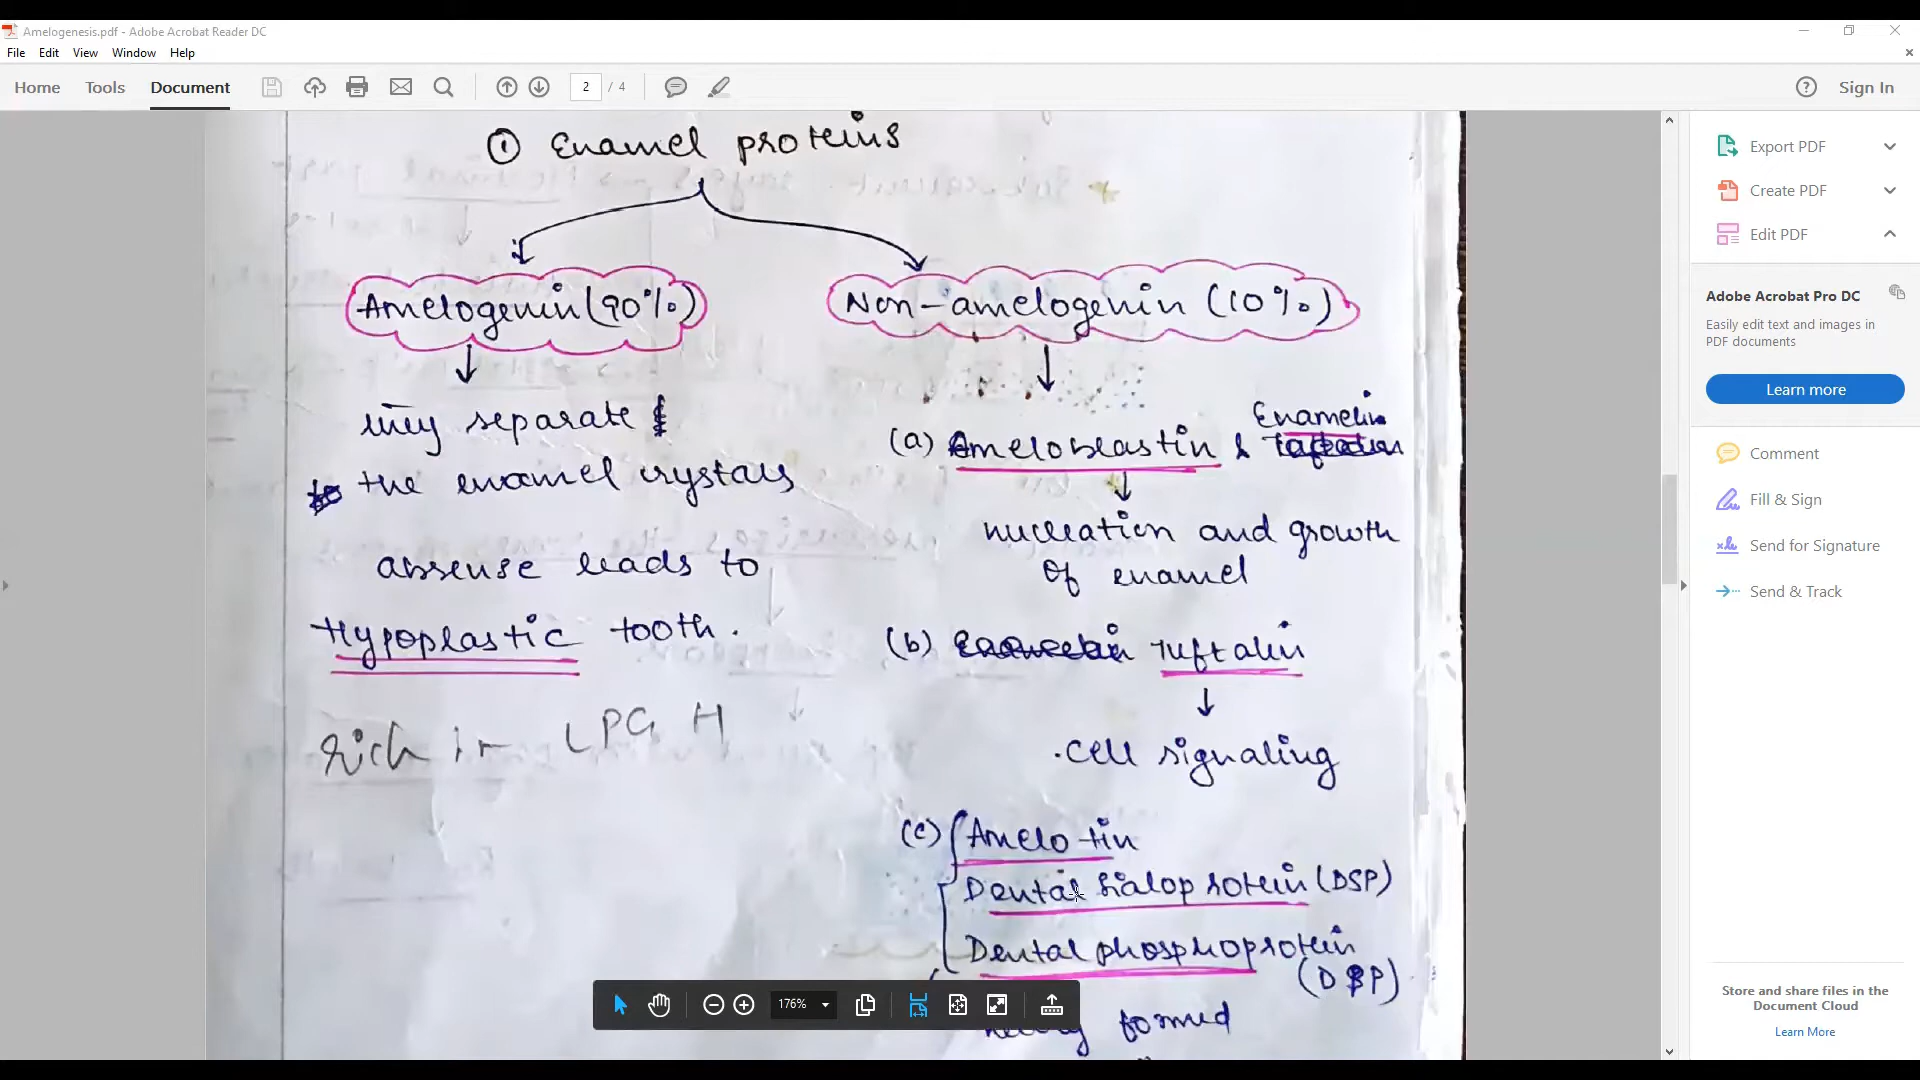 Amelogenesis.pdf - Adobe Acrobat Reader DC
File Edit View Window Help
Home Tools Document 2 / 4 Sign In
① Enamel proteins
Amelogenin (90%) Non-amelogenin (10%)
they separate
the enamel crystals
absense leads to
Hypoplastic tooth.
Rich in LPG H
Enamelin
(a) Ameloblastin &
nucleation and growth
of enamel
(b) Tuftalin
cell signaling
(c) Amelotin
Dental sialoprotein (DSP)
Dental phosphoprotein
(DPP)
newly formed
176%
Export PDF
Create PDF
Edit PDF
Adobe Acrobat Pro DC
Easily edit text and images in
PDF documents
Learn more
Comment
Fill & Sign
Send for Signature
Send & Track
Store and share files in the
Document Cloud
Learn More